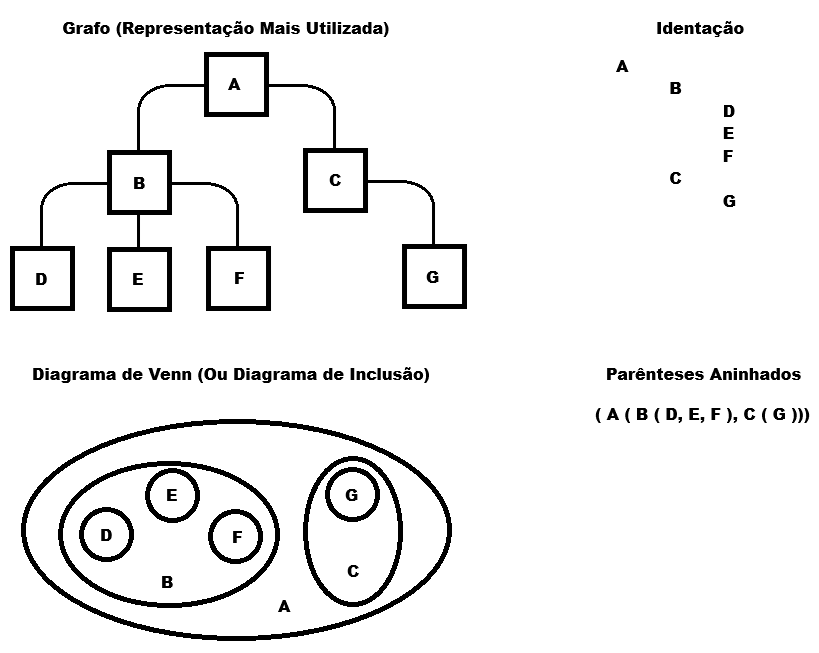 Grafo (Representação Mais Utilizada)
A
B
C
D
E
F
G
Identação
A
B
D
E
F
C
G
Diagrama de Venn (Ou Diagrama de Inclusão)
E
G
D
F
C
B
A
Parênteses Aninhados
( A ( B ( D, E, F ), C ( G )))